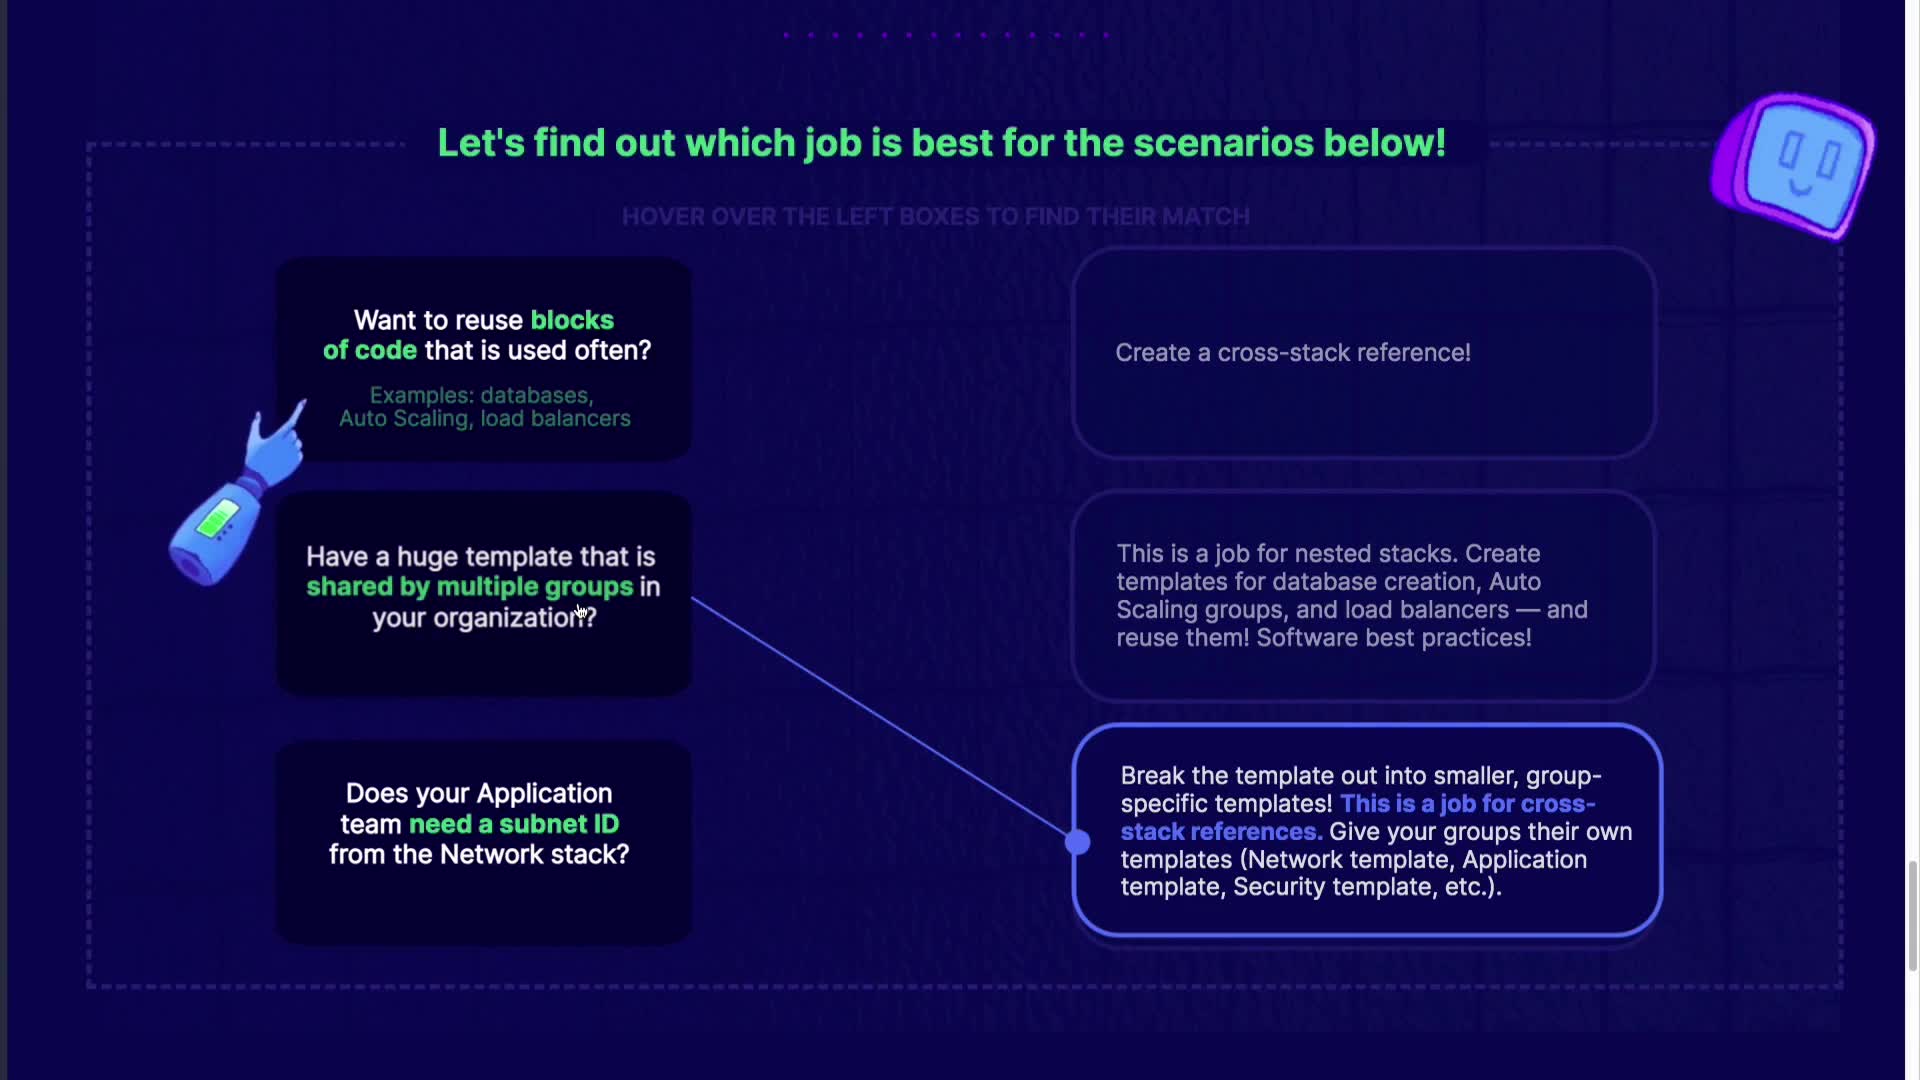 Let's find out which job is best for the scenarios below!
HOVER OVER THE LEFT BOXES TO FIND THEIR MATCH
Want to reuse blocks
of code that is used often?
Examples: databases,
Auto Scaling, load balancers
Create a cross-stack reference!
Have a huge template that is
shared by multiple groups in
your organization?
This is a job for nested stacks. Create
templates for database creation, Auto
Scaling groups, and load balancers — and
reuse them! Software best practices!
Does your Application
team need a subnet ID
from the Network stack?
Break the template out into smaller, group-
specific templates! This is a job for cross-
stack references. Give your groups their own
templates (Network template, Application
template, Security template, etc.).